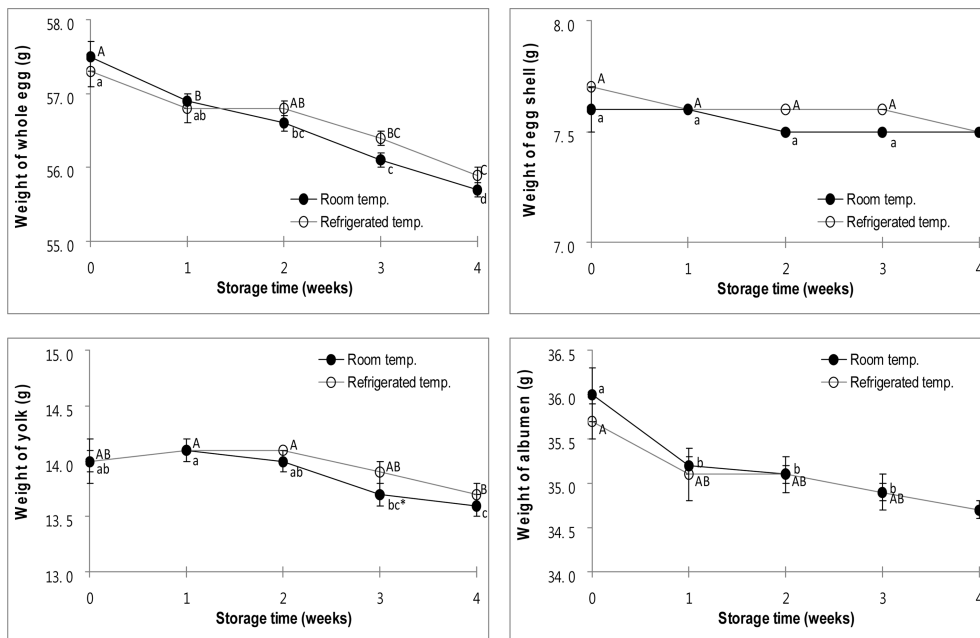 Weight of whole egg (g)
58.0
57.0
56.0
55.0
A
a
B
ab
AB
bc
BC
c
C
d
Room temp.
Refrigerated temp.
0 1 2 3 4
Storage time (weeks)
Weight of egg shell (g)
8.0
7.5
7.0
A
a
A
a
A
a
A
a
Room temp.
Refrigerated temp.
0 1 2 3 4
Storage time (weeks)
Weight of yolk (g)
15.0
14.5
14.0
13.5
13.0
Room temp.
Refrigerated temp.
AB
ab
A
a
A
ab
AB
bc*
B
c
0 1 2 3 4
Storage time (weeks)
Weight of albumen (g)
36.5
36.0
35.5
35.0
34.5
34.0
Room temp.
Refrigerated temp.
a
A
b
AB
b
AB
b
AB
0 1 2 3 4
Storage time (weeks)